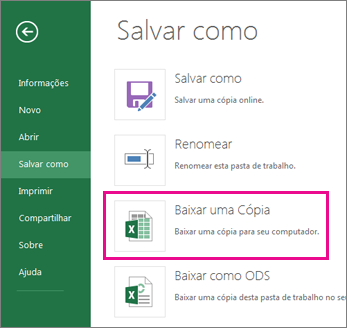 Salvar como
Informações
Novo
Abrir
Salvar como
Imprimir
Compartilhar
Sobre
Ajuda
Salvar como
Salvar uma cópia online.
Renomear
Renomear esta pasta de trabalho.
Baixar uma Cópia
Baixar uma cópia para seu computador.
Baixar como ODS
Baixar uma cópia desta pasta de trabalho no se